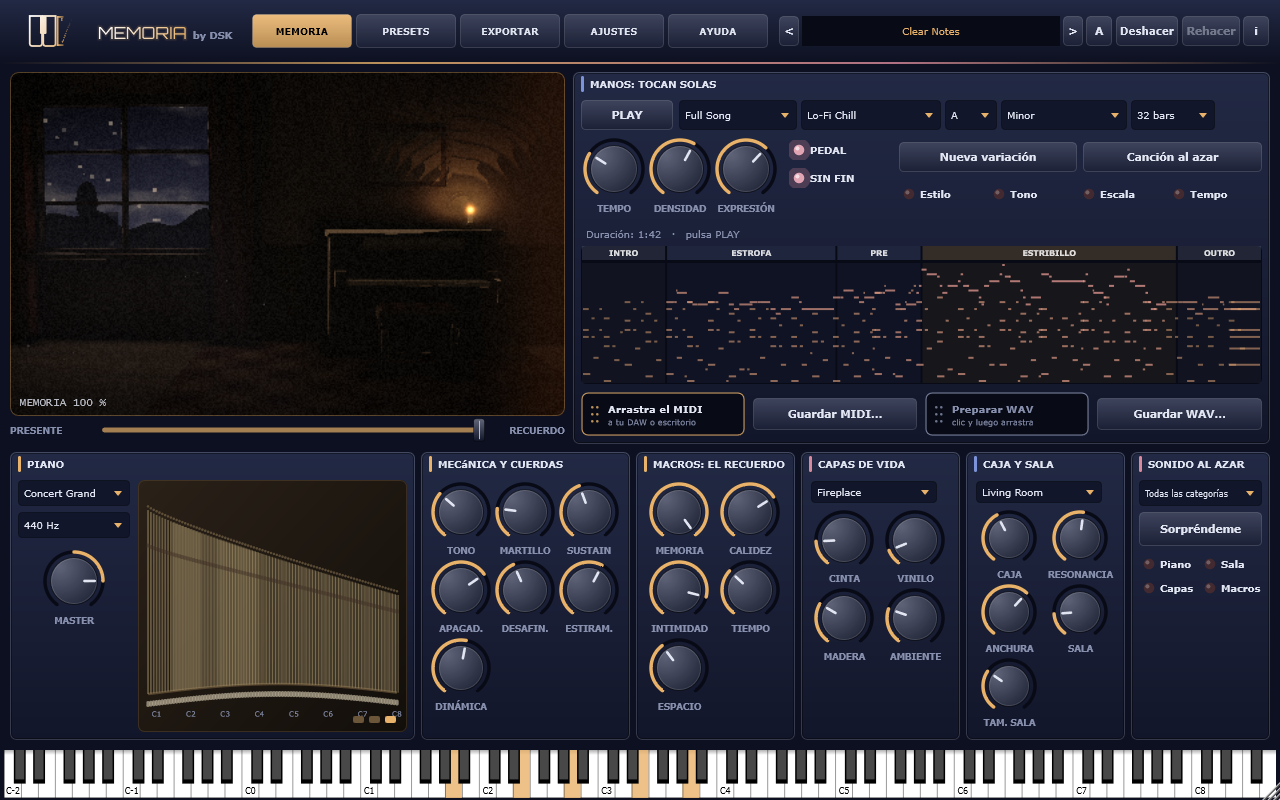 MEMORIA by DSK
MEMORIA
PRESETS
EXPORTAR
AJUSTES
AYUDA
<
Clear Notes
>
A
Deshacer
Rehacer
i
MEMORIA 100 %
PRESENTE
RECUERDO
MANOS: TOCAN SOLAS
PLAY
Full Song
Lo-Fi Chill
A
Minor
32 bars
TEMPO
DENSIDAD
EXPRESIÓN
PEDAL
SIN FIN
Nueva variación
Canción al azar
Estilo
Tono
Escala
Tempo
Duración: 1:42 · pulsa PLAY
INTRO
ESTROFA
PRE
ESTRIBILLO
OUTRO
Arrastra el MIDI
a tu DAW o escritorio
Guardar MIDI...
Preparar WAV
clic y luego arrastra
Guardar WAV...
PIANO
Concert Grand
440 Hz
MASTER
C1 C2 C3 C4 C5 C6 C7 C8
MECáNICA Y CUERDAS
TONO
MARTILLO
SUSTAIN
APAGAD.
DESAFIN.
ESTIRAM.
DINÁMICA
MACROS: EL RECUERDO
MEMORIA
CALIDEZ
INTIMIDAD
TIEMPO
ESPACIO
CAPAS DE VIDA
Fireplace
CINTA
VINILO
MADERA
AMBIENTE
CAJA Y SALA
Living Room
CAJA
RESONANCIA
ANCHURA
SALA
TAM. SALA
SONIDO AL AZAR
Todas las categorías
Sorpréndeme
Piano
Sala
Capas
Macros
C-2 C-1 C0 C1 C2 C3 C4 C5 C6 C7 C8